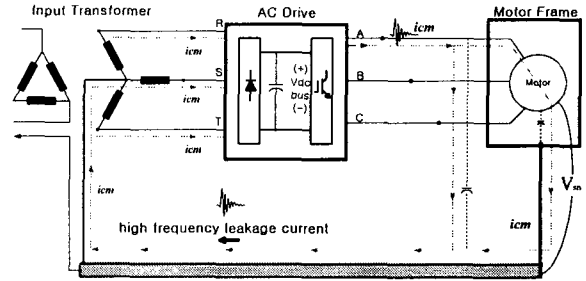 Input Transformer
AC Drive
Motor Frame
R
A
icm
icm
S
(+)
Vdc
bus
(−)
B
Motor
icm
T
C
icm
icm
high frequency leakage current
icm